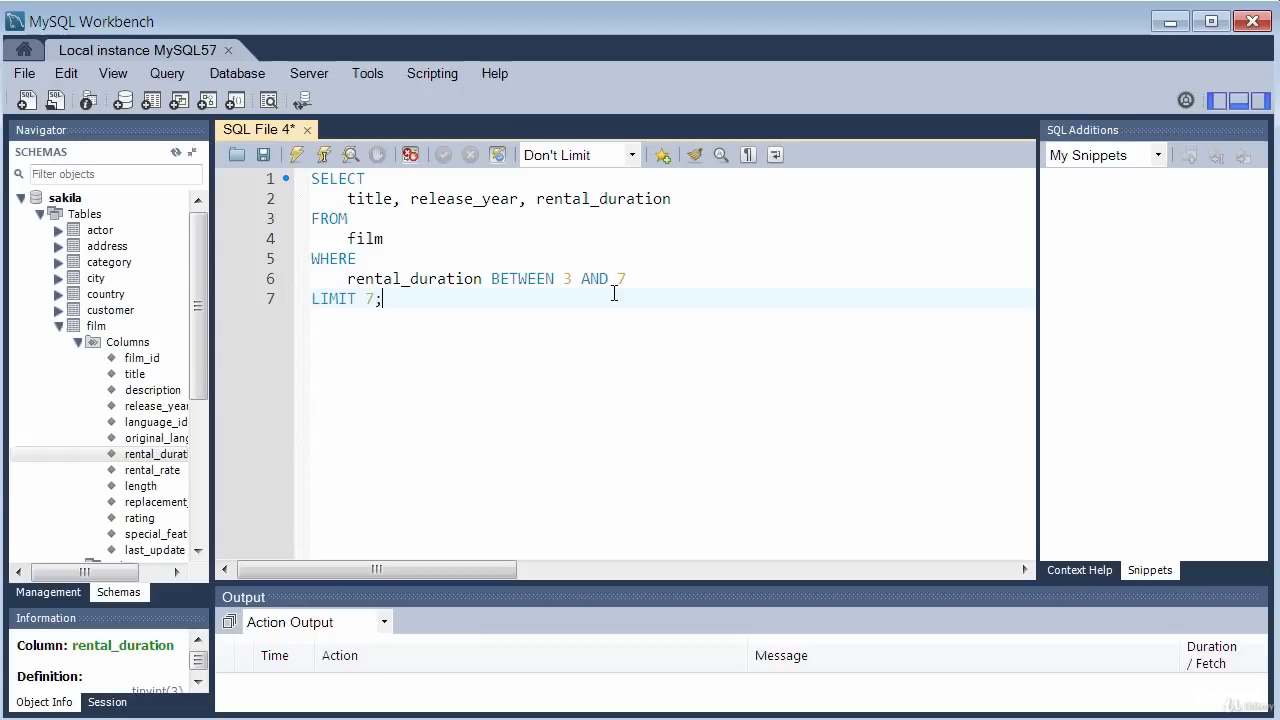 MySQL Workbench
Local instance MySQL57
File Edit View Query Database Server Tools Scripting Help
Navigator
SCHEMAS
Filter objects
sakila
Tables
actor
address
category
city
country
customer
film
Columns
film_id
title
description
release_year
language_id
original_lang
rental_durati
rental_rate
length
replacement_
rating
special_feat
last_update
Management Schemas
Information
Column: rental_duration
Definition:
tinyint(3)
Object Info Session
SQL File 4*
Don't Limit
1 SELECT
2 title, release_year, rental_duration
3 FROM
4 film
5 WHERE
6 rental_duration BETWEEN 3 AND 7
7 LIMIT 7;
SQL Additions
My Snippets
Context Help Snippets
Output
Action Output
Time Action Message Duration / Fetch
Udemy